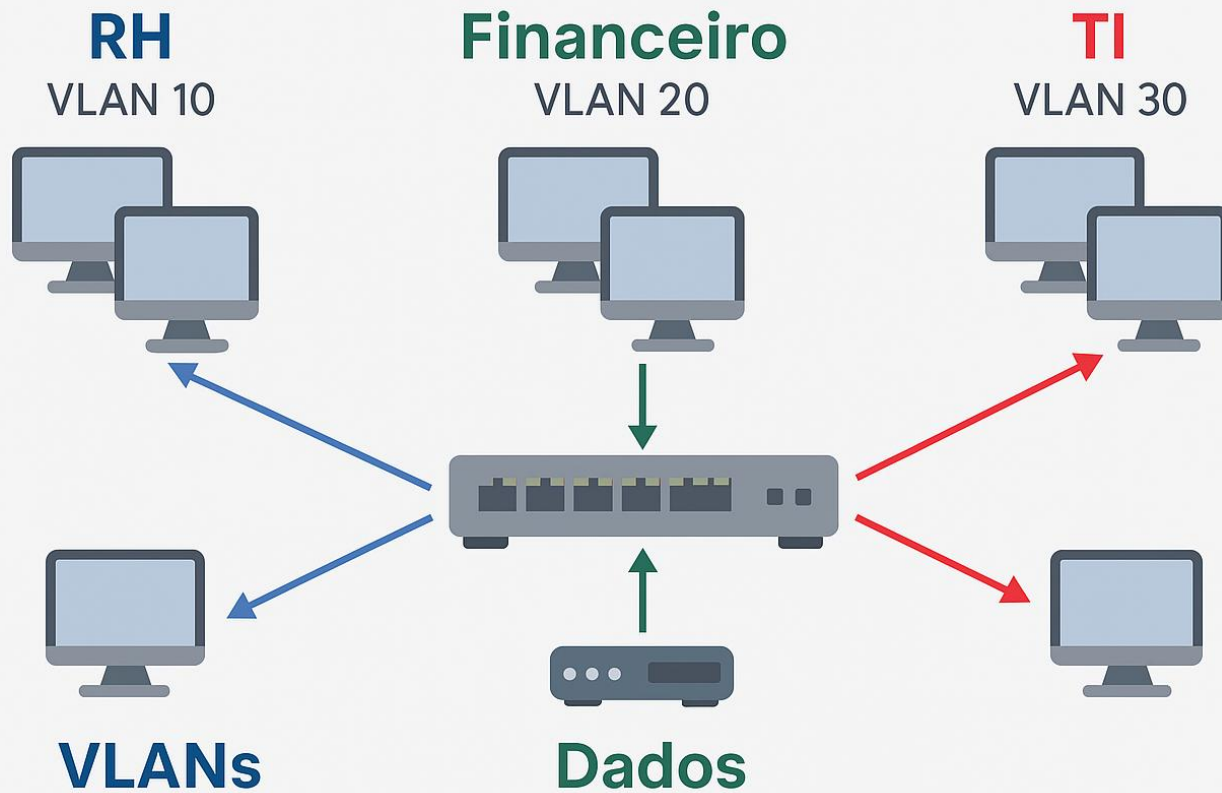 RH
VLAN 10
Financeiro
VLAN 20
TI
VLAN 30
VLANs
Dados